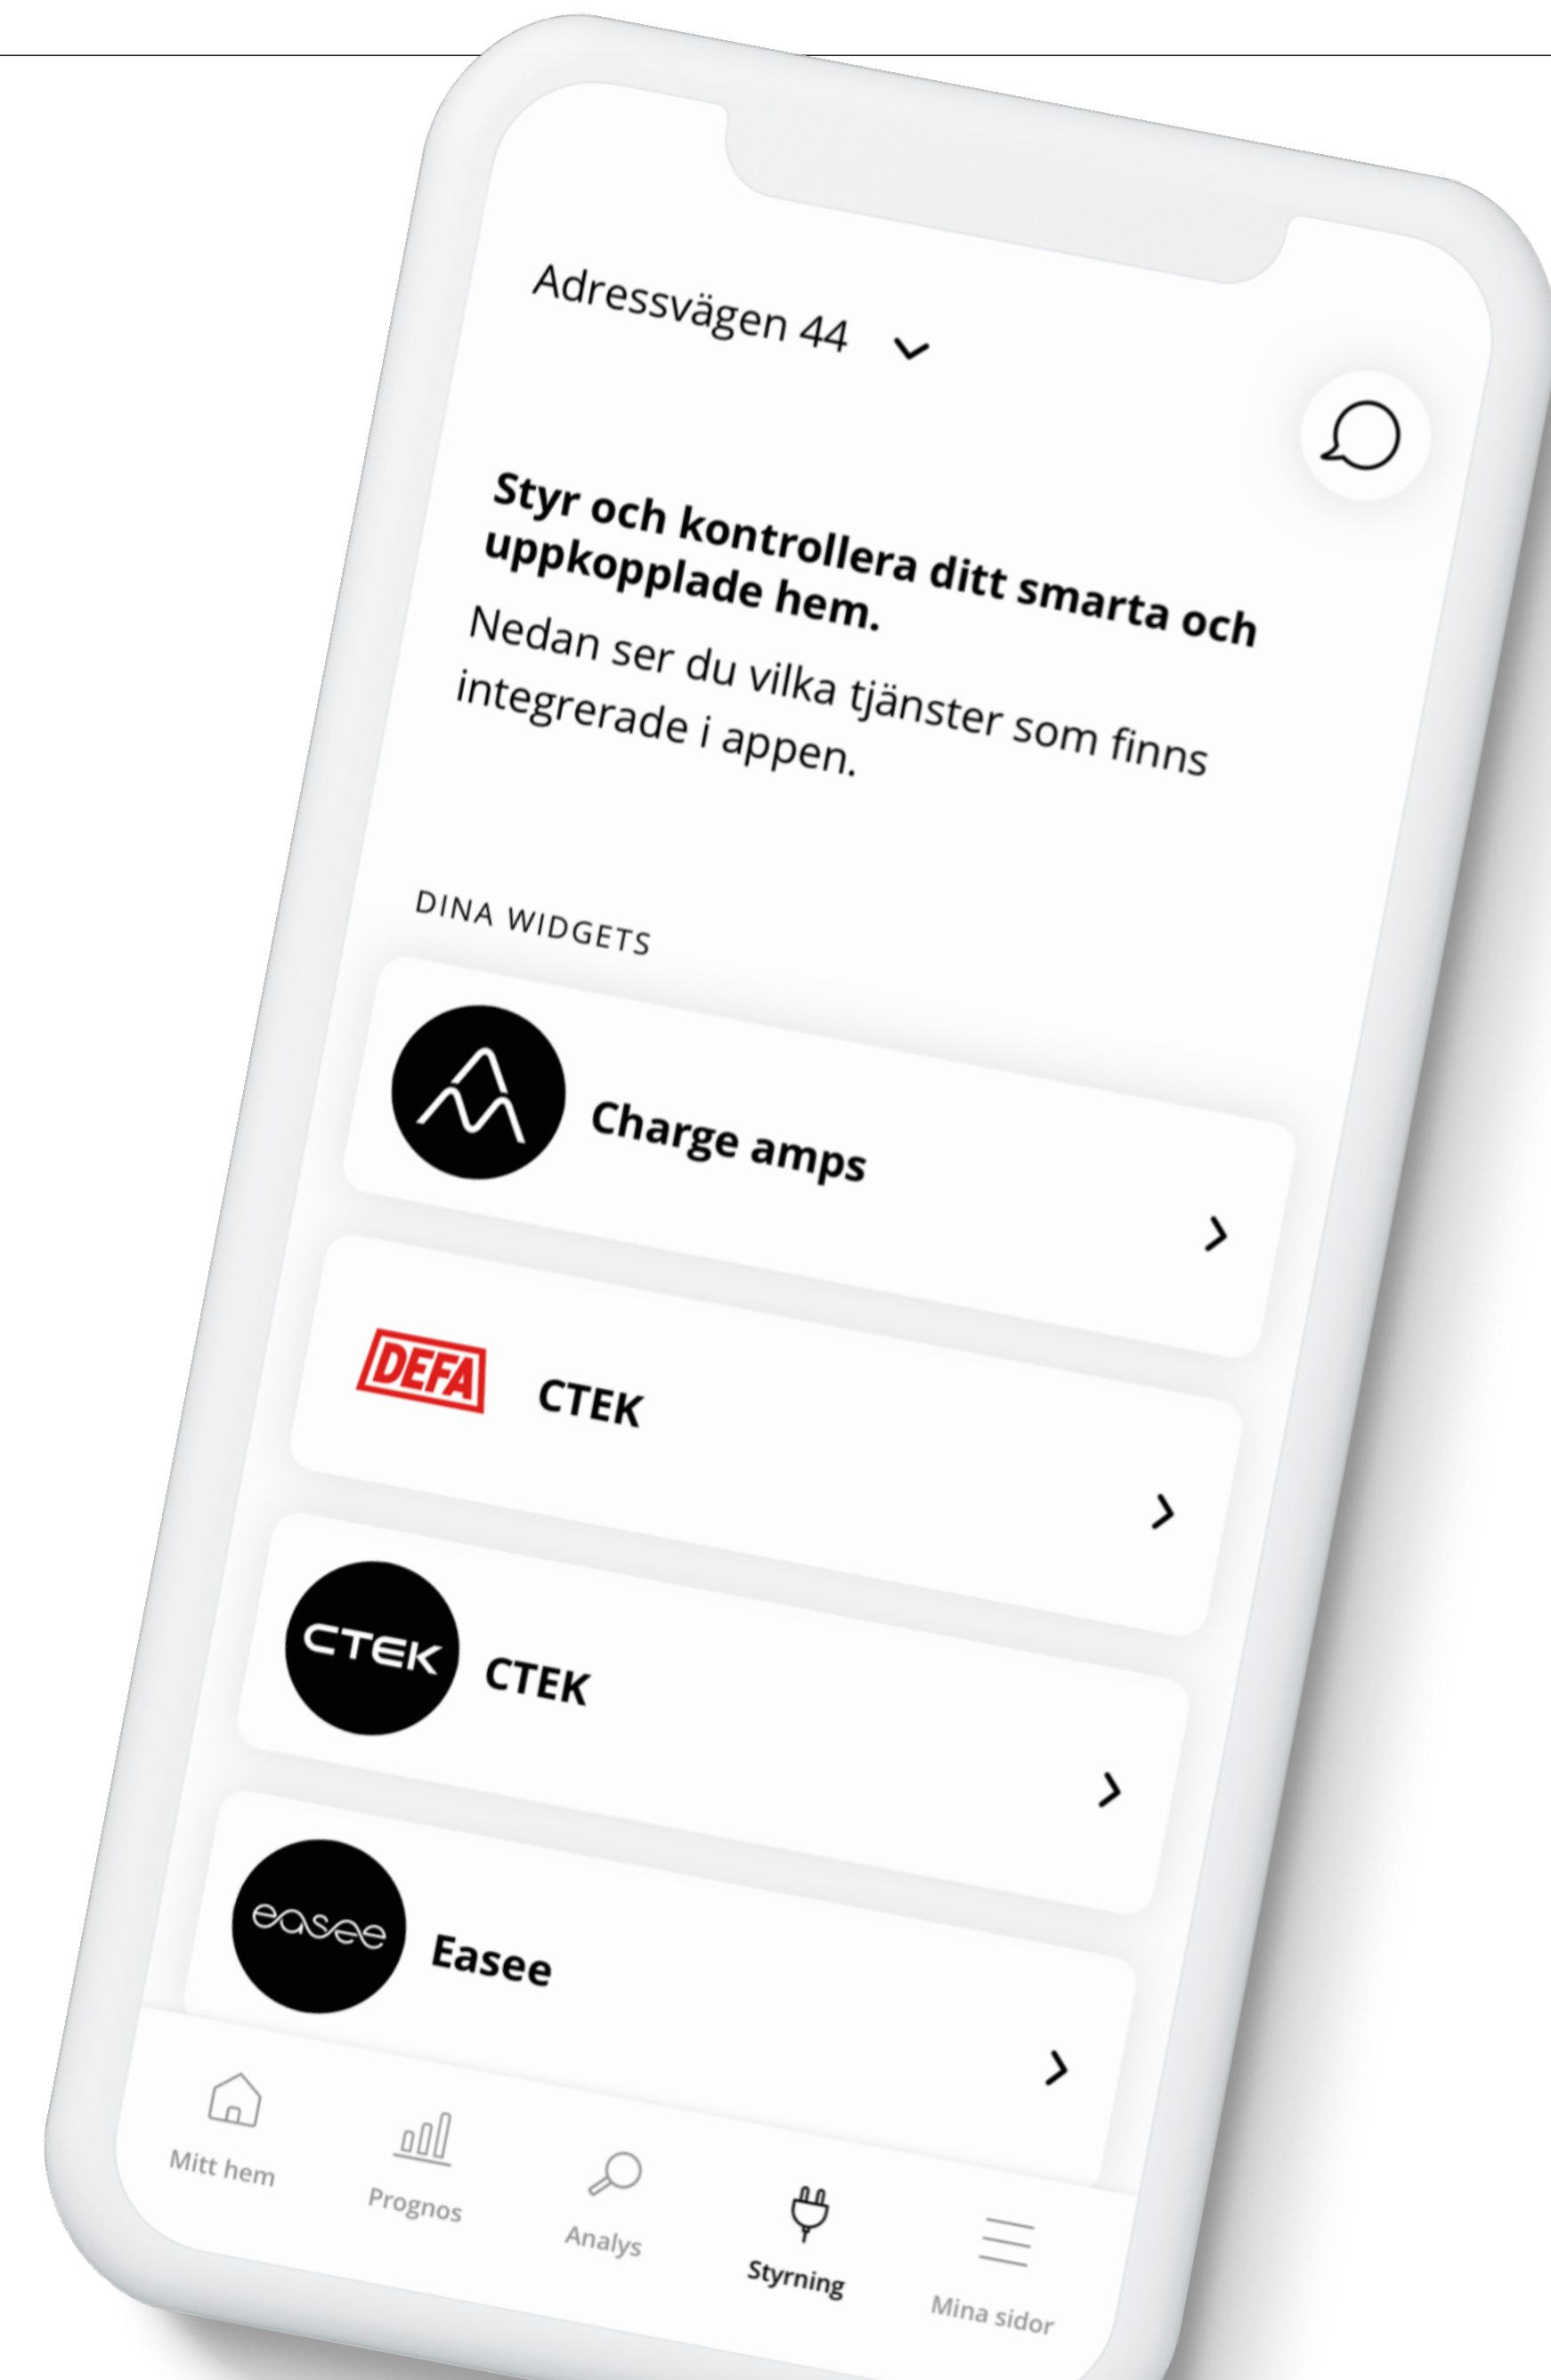 Adressvägen 44
Styr och kontrollera ditt smarta och
uppkopplade hem.
Nedan ser du vilka tjänster som finns
integrerade i appen.
DINA WIDGETS
Charge amps
DEFA
CTEK
CTEK
CTEK
easee
Easee
Mitt hem
Prognos
Analys
Styrning
Mina sidor